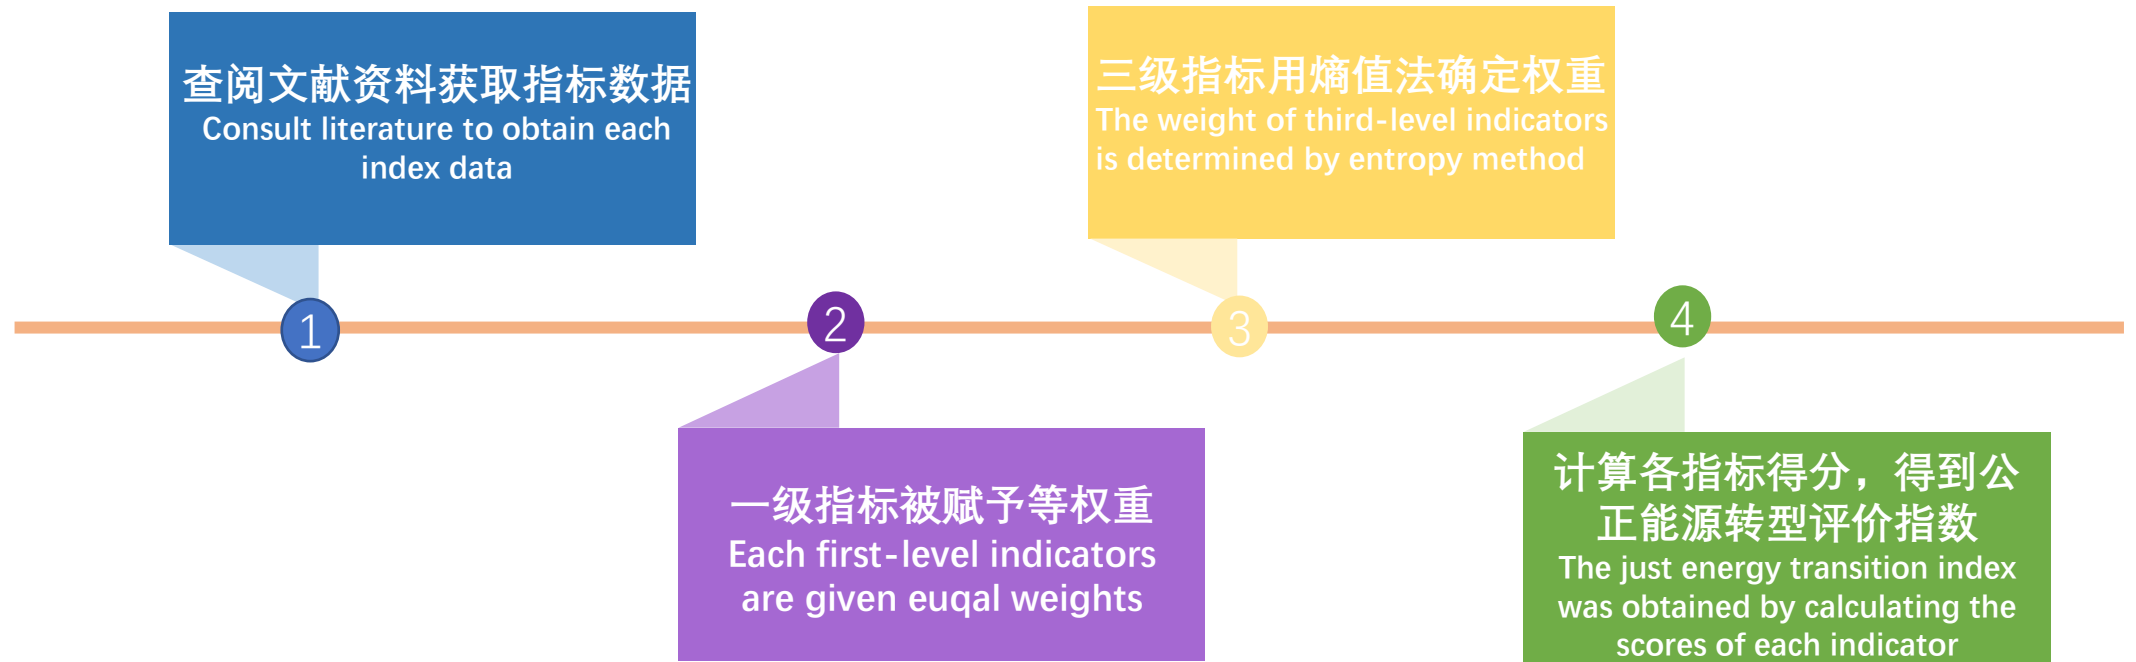 查阅文献资料获取指标数据
Consult literature to obtain each
index data
1
2
一级指标被赋予等权重
Each first-level indicators
are given euqal weights
三级指标用熵值法确定权重
The weight of third-level indicators
is determined by entropy method
3
4
计算各指标得分，得到公
正能源转型评价指数
The just energy transition index
was obtained by calculating the
scores of each indicator